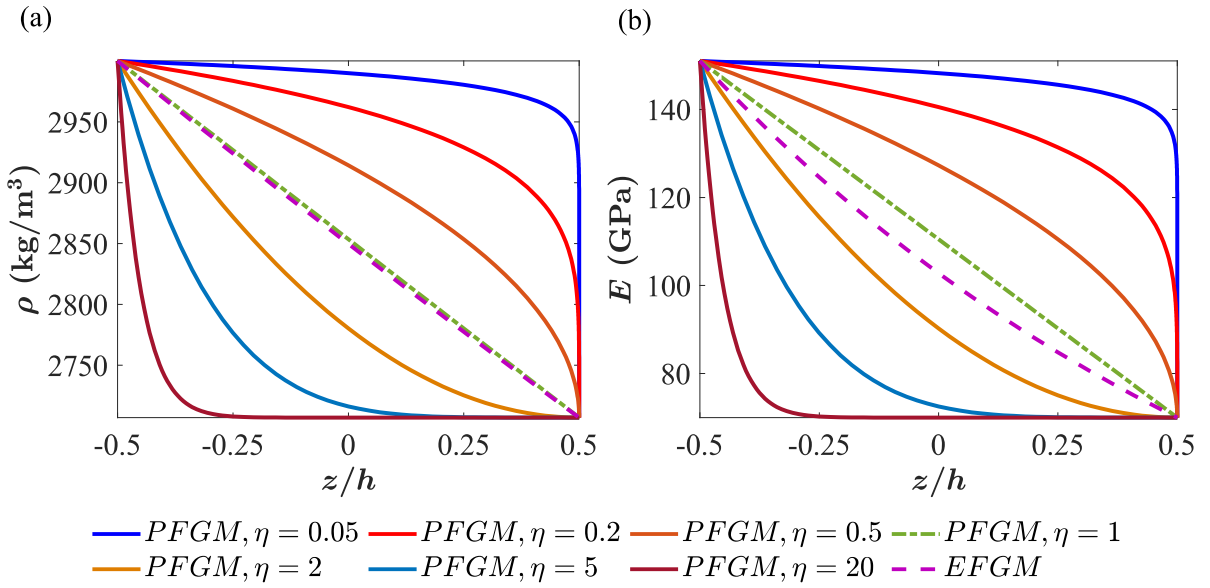 (a)
(b)
ρ (kg/m³)
2950
2900
2850
2800
2750
-0.5 -0.25 0 0.25 0.5
z/h
E (GPa)
140
120
100
80
-0.5 -0.25 0 0.25 0.5
z/h
PFGM, η = 0.05 PFGM, η = 0.2 PFGM, η = 0.5 PFGM, η = 1
PFGM, η = 2 PFGM, η = 5 PFGM, η = 20 EFGM